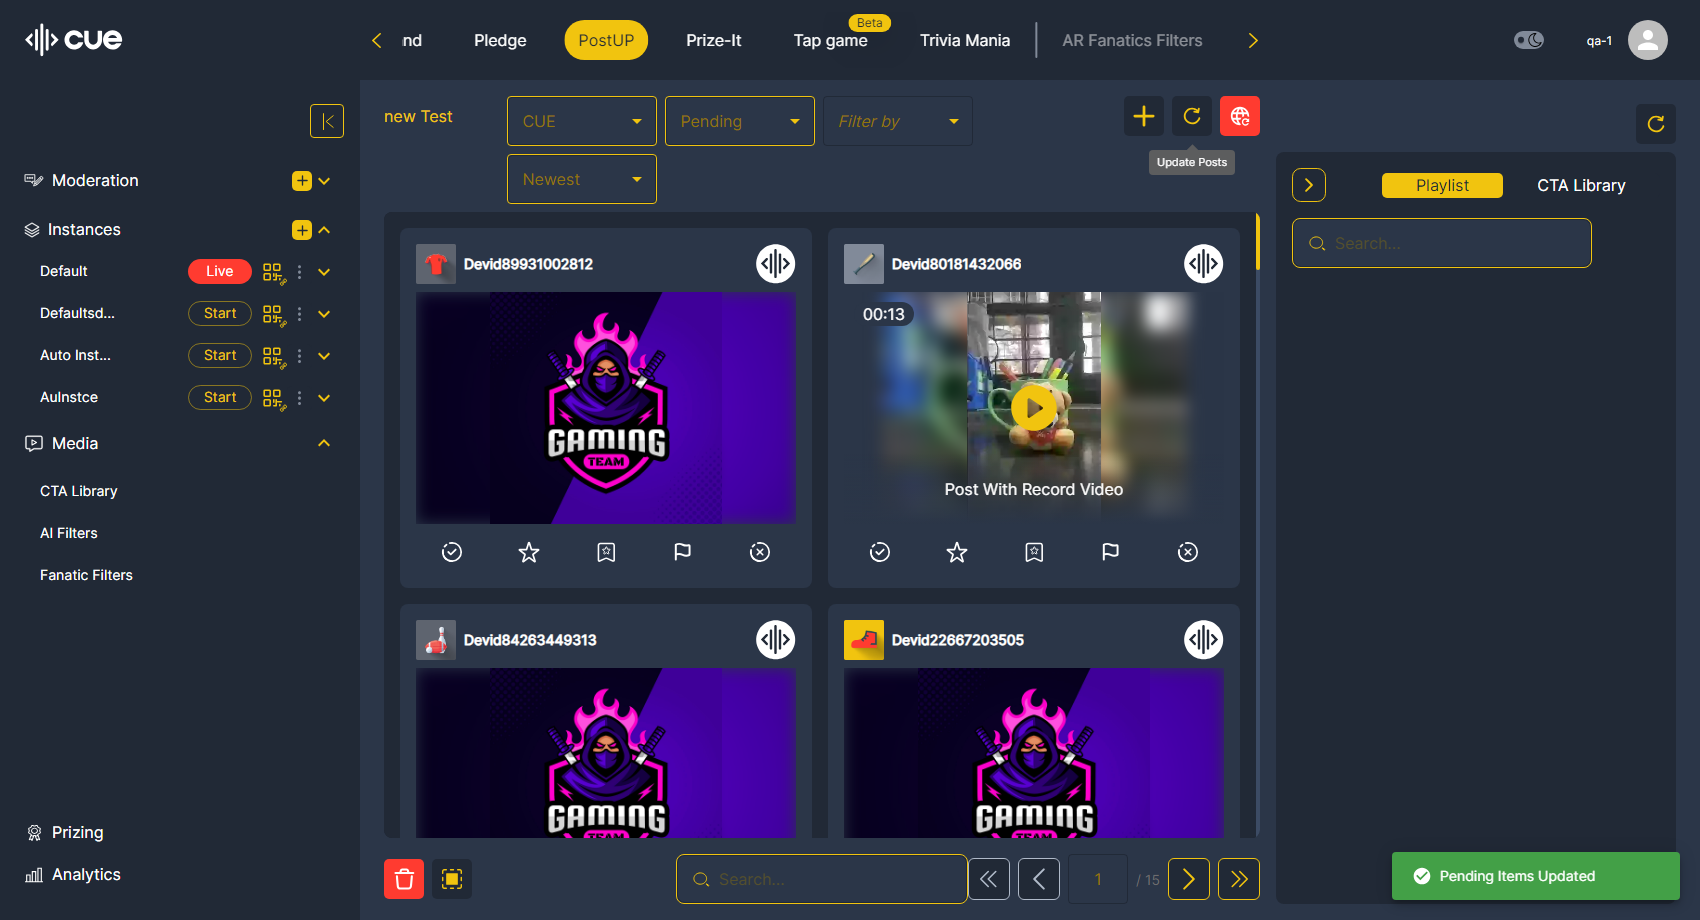 cue
nd
Pledge
PostUP
Prize-It
Beta
Tap game
Trivia Mania
AR Fanatics Filters
qa-1
Moderation
Instances
Default
Live
Defaultsd...
Start
Auto Inst...
Start
AuInstce
Start
Media
CTA Library
AI Filters
Fanatic Filters
Prizing
Analytics
new Test
CUE
Pending
Filter by
Newest
Update Posts
Devid89931002812
GAMING
TEAM
Devid80181432066
00:13
Post With Record Video
Devid84263449313
GAMING
TEAM
Devid22667203505
GAMING
TEAM
Search...
1
/ 15
Playlist
CTA Library
Search...
Pending Items Updated